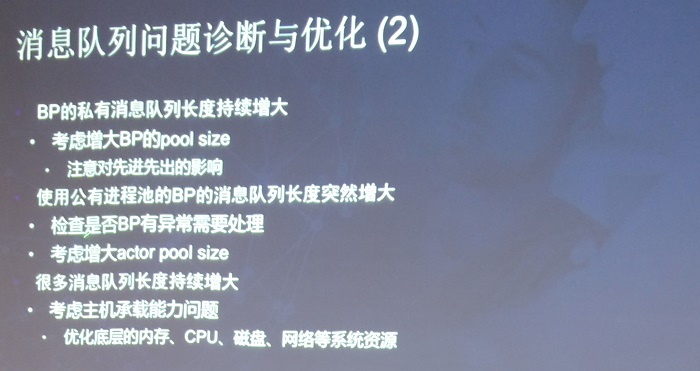 消息队列问题诊断与优化 (2)
BP的私有消息队列长度持续增大
• 考虑增大BP的pool size
• 注意对先进先出的影响
使用公有进程池的BP的消息队列长度突然增大
• 检查是否BP有异常需要处理
• 考虑增大actor pool size
很多消息队列长度持续增大
• 考虑主机承载能力问题
• 优化底层的内存、CPU、磁盘、网络等系统资源